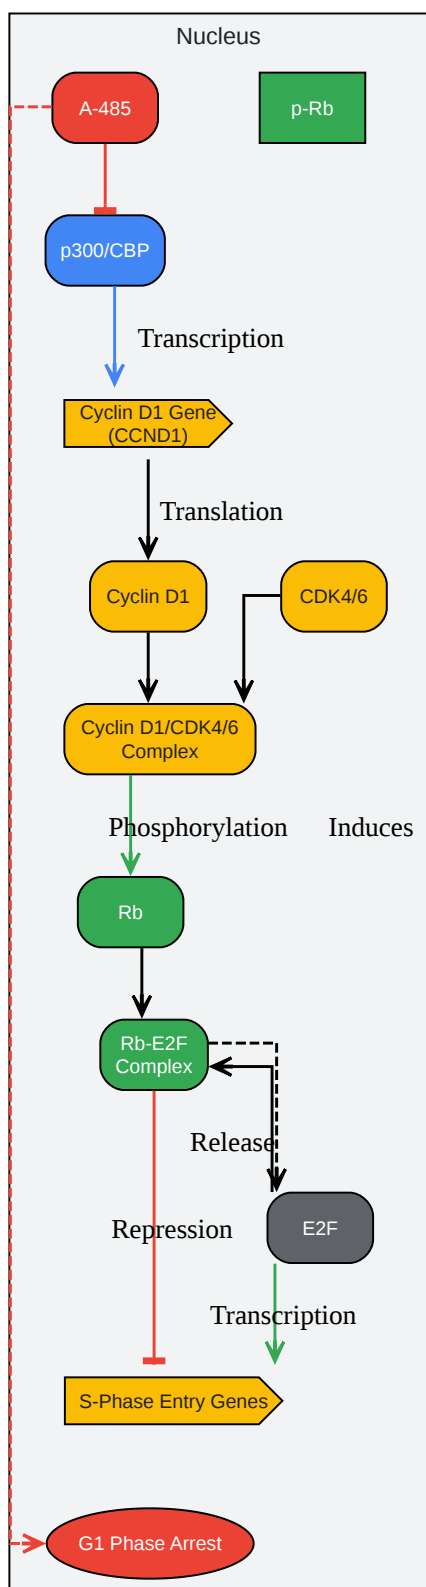 Nucleus
A-485
p-Rb
p300/CBP
Transcription
Cyclin D1 Gene
(CCND1)
Translation
Cyclin D1
CDK4/6
Cyclin D1/CDK4/6
Complex
Phosphorylation
Induces
Rb
Rb-E2F
Complex
Release
Repression
E2F
Transcription
S-Phase Entry Genes
G1 Phase Arrest